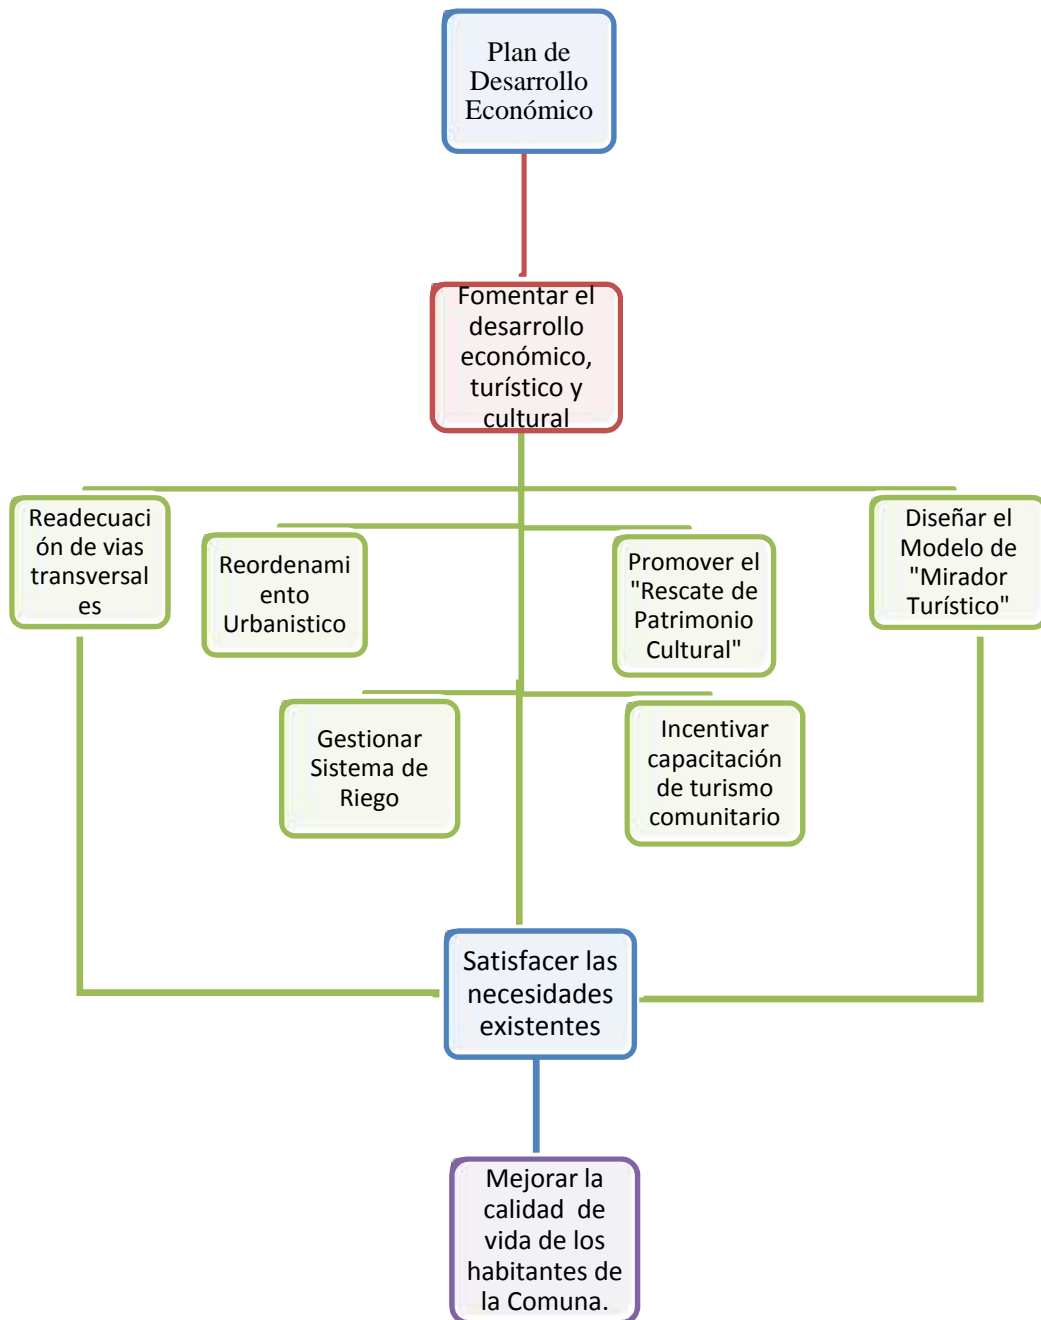 Plan de
Desarrollo
Económico
Fomentar el
desarrollo
económico,
turístico y
cultural
Readecuaci
ón de vias
transversal
es
Reordenami
ento
Urbanistico
Promover el
"Rescate de
Patrimonio
Cultural"
Diseñar el
Modelo de
"Mirador
Turístico"
Gestionar
Sistema de
Riego
Incentivar
capacitación
de turismo
comunitario
Satisfacer las
necesidades
existentes
Mejorar la
calidad de
vida de los
habitantes de
la Comuna.